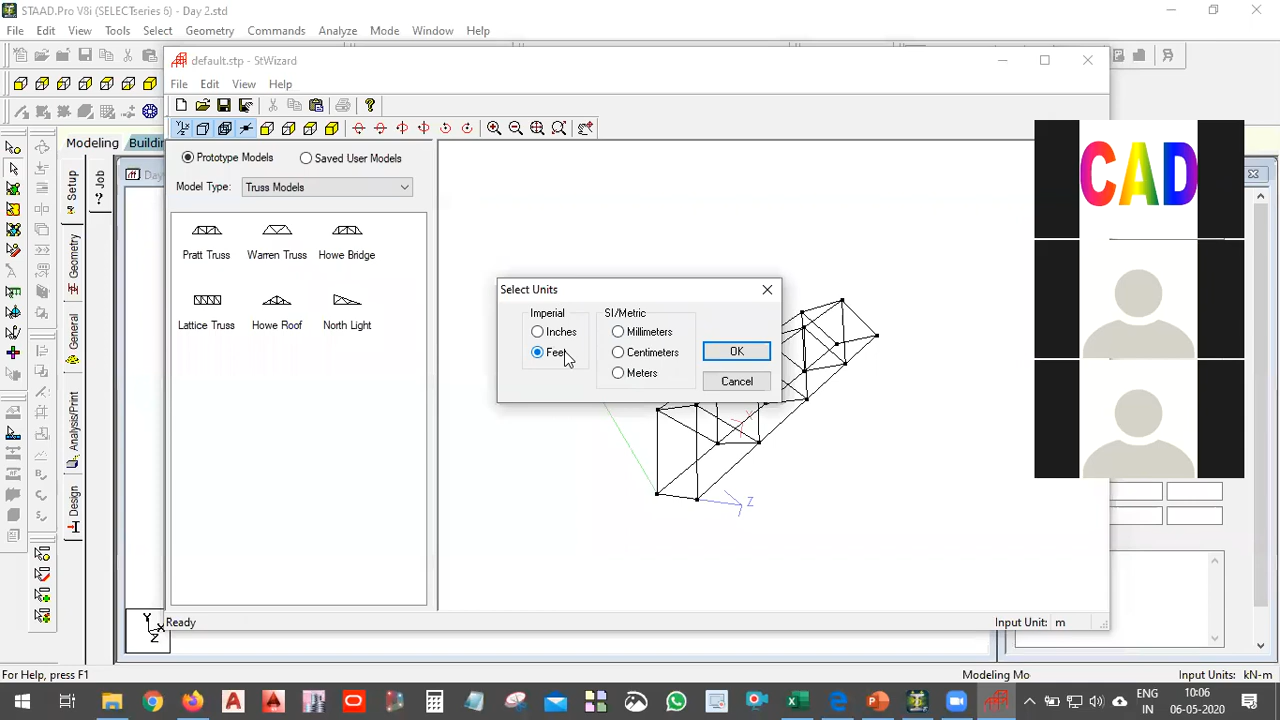 STAAD.Pro V8i (SELECTseries 6) - Day 2.std
File Edit View Tools Select Geometry Commands Analyze Mode Window Help
default.stp - StWizard
File Edit View Help
Modeling
Setup
Job
Geometry
General
Analysis/Print
Design
Prototype Models
Saved User Models
Model Type:
Truss Models
Pratt Truss
Warren Truss
Howe Bridge
Lattice Truss
Howe Roof
North Light
Select Units
Imperial
Inches
Feet
SI/Metric
Millimeters
Centimeters
Meters
OK
Cancel
Z
Y
X
Z
CAD
Ready
Input Unit: m
For Help, press F1
Modeling Mo
Input Units: kN-m
ENG
IN
10:06
06-05-2020